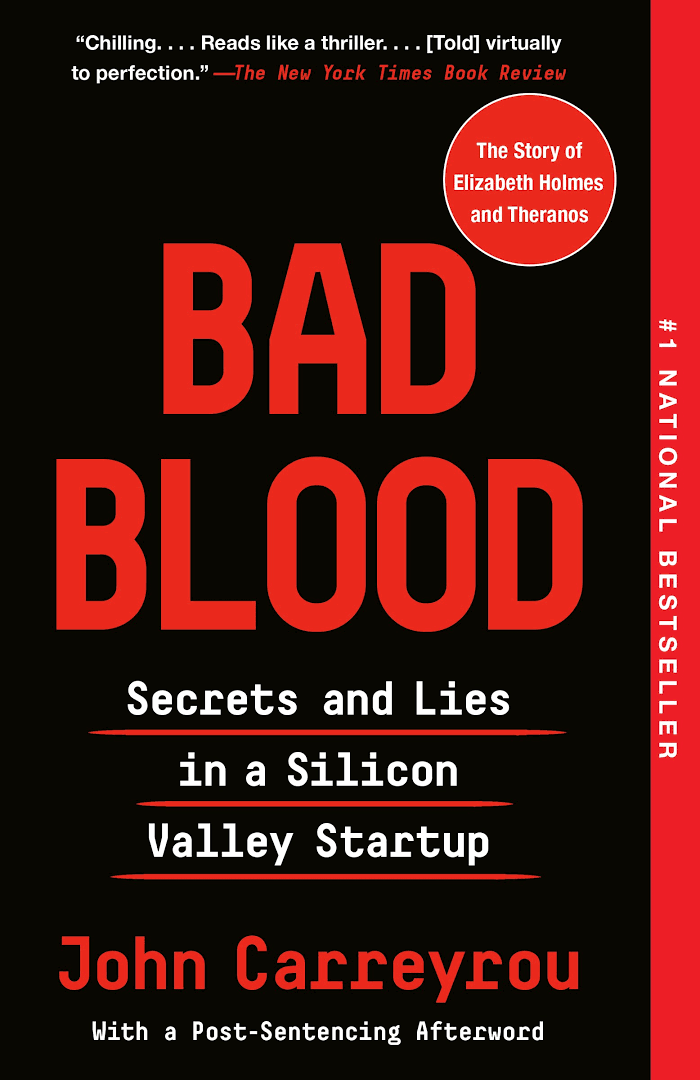 “Chilling. . . . Reads like a thriller. . . . [Told] virtually
to perfection.” —The New York Times Book Review
The Story of
Elizabeth Holmes
and Theranos
BAD
BLOOD
#1 NATIONAL BESTSELLER
Secrets and Lies
in a Silicon
Valley Startup
John Carreyrou
With a Post-Sentencing Afterword